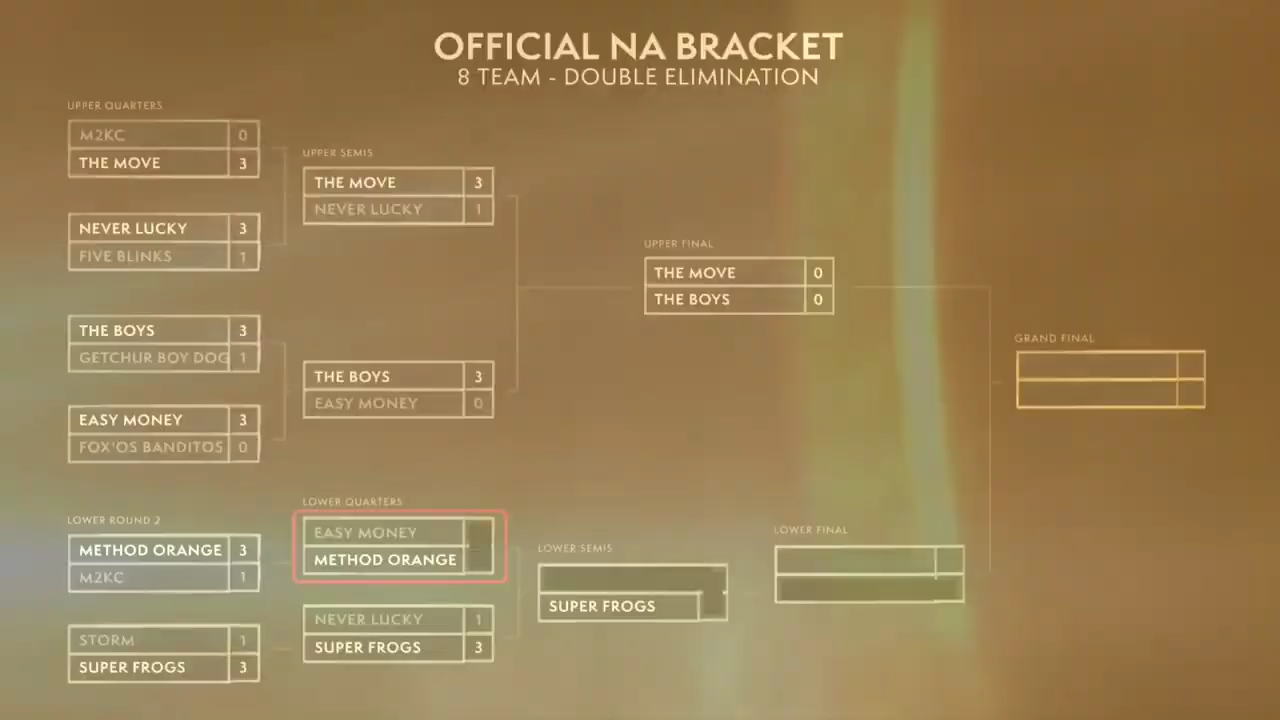 OFFICIAL NA BRACKET
8 TEAM - DOUBLE ELIMINATION
UPPER QUARTERS
M2KC 0
THE MOVE 3
NEVER LUCKY 3
FIVE BLINKS 1
THE BOYS 3
GETCHUR BOY DOG 1
EASY MONEY 3
FOX'OS BANDITOS 0
UPPER SEMIS
THE MOVE 3
NEVER LUCKY 1
THE BOYS 3
EASY MONEY 0
UPPER FINAL
THE MOVE 0
THE BOYS 0
GRAND FINAL
LOWER ROUND 2
METHOD ORANGE 3
M2KC 1
STORM 1
SUPER FROGS 3
LOWER QUARTERS
EASY MONEY
METHOD ORANGE
NEVER LUCKY 1
SUPER FROGS 3
LOWER SEMIS
SUPER FROGS
LOWER FINAL